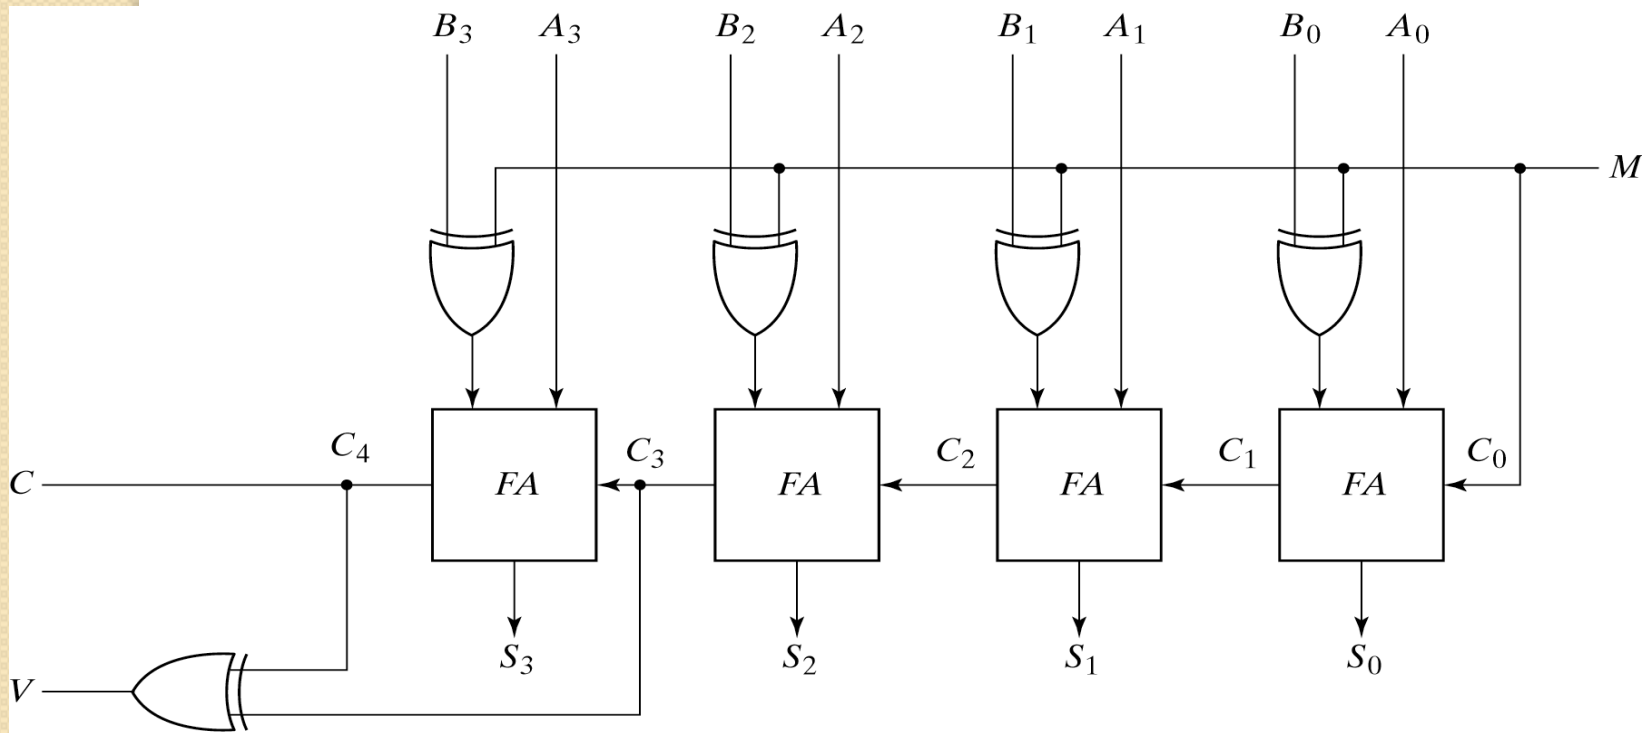 B3 A3 B2 A2 B1 A1 B0 A0
M
C4 C3 C2 C1 C0
C FA FA FA FA
S3 S2 S1 S0
V